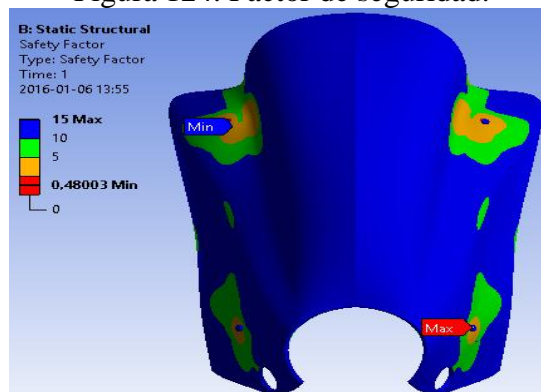 Figura 124. Factor de seguridad.
B: Static Structural
Safety Factor
Type: Safety Factor
Time: 1
2016-01-06 13:55
15 Max
10
5
0,48003 Min
0
Min
Max